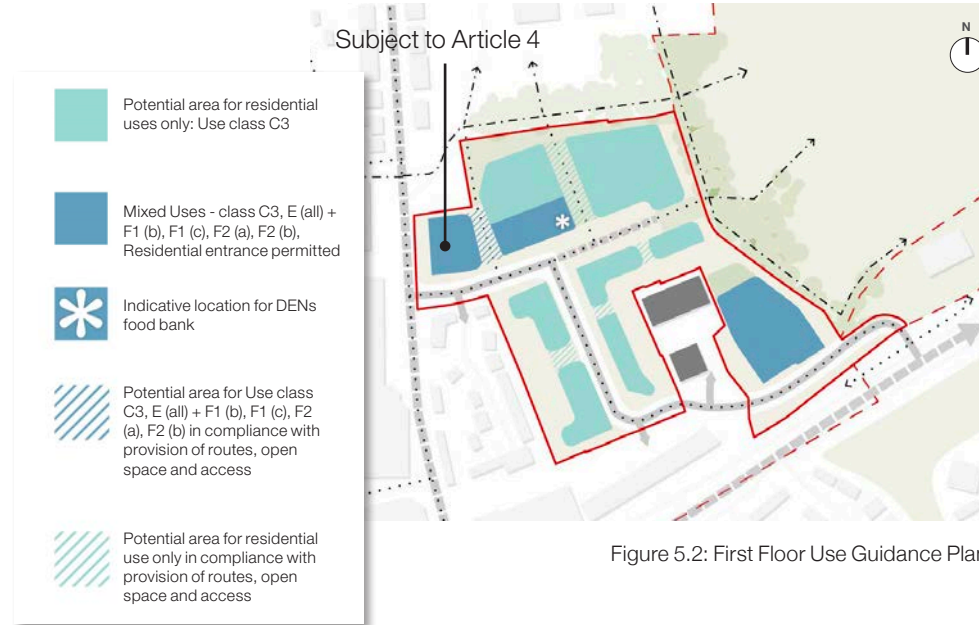 Subject to Article 4
N
Potential area for residential
uses only: Use class C3
Mixed Uses - class C3, E (all) +
F1 (b), F1 (c), F2 (a), F2 (b),
Residential entrance permitted
Indicative location for DENs
food bank
Potential area for Use class
C3, E (all) + F1 (b), F1 (c), F2
(a), F2 (b) in compliance with
provision of routes, open
space and access
Potential area for residential
use only in compliance with
provision of routes, open
space and access
Figure 5.2: First Floor Use Guidance Plan